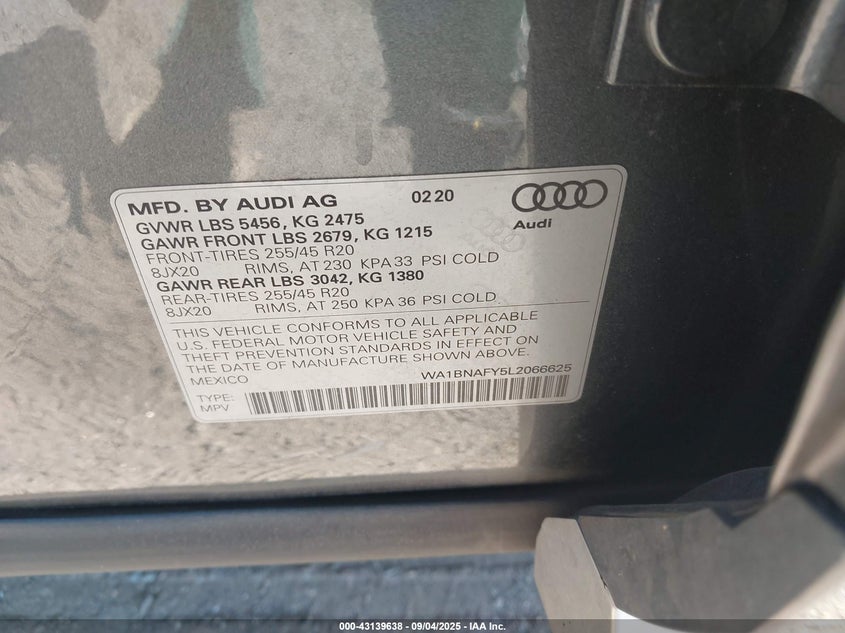 MFD. BY AUDI AG 02 20
GVWR LBS 5456, KG 2475
GAWR FRONT LBS 2679, KG 1215
FRONT-TIRES 255/45 R20
8JX20 RIMS, AT 230 KPA 33 PSI COLD
GAWR REAR LBS 3042, KG 1380
REAR-TIRES 255/45 R20
8JX20 RIMS, AT 250 KPA 36 PSI COLD
Audi
THIS VEHICLE CONFORMS TO ALL APPLICABLE
U.S. FEDERAL MOTOR VEHICLE SAFETY AND
THEFT PREVENTION STANDARDS IN EFFECT ON
THE DATE OF MANUFACTURE SHOWN ABOVE.
MEXICO WA1BNAFY5L2066625
TYPE:
MPV
000-43139638 - 09/04/2025 - IAA Inc.